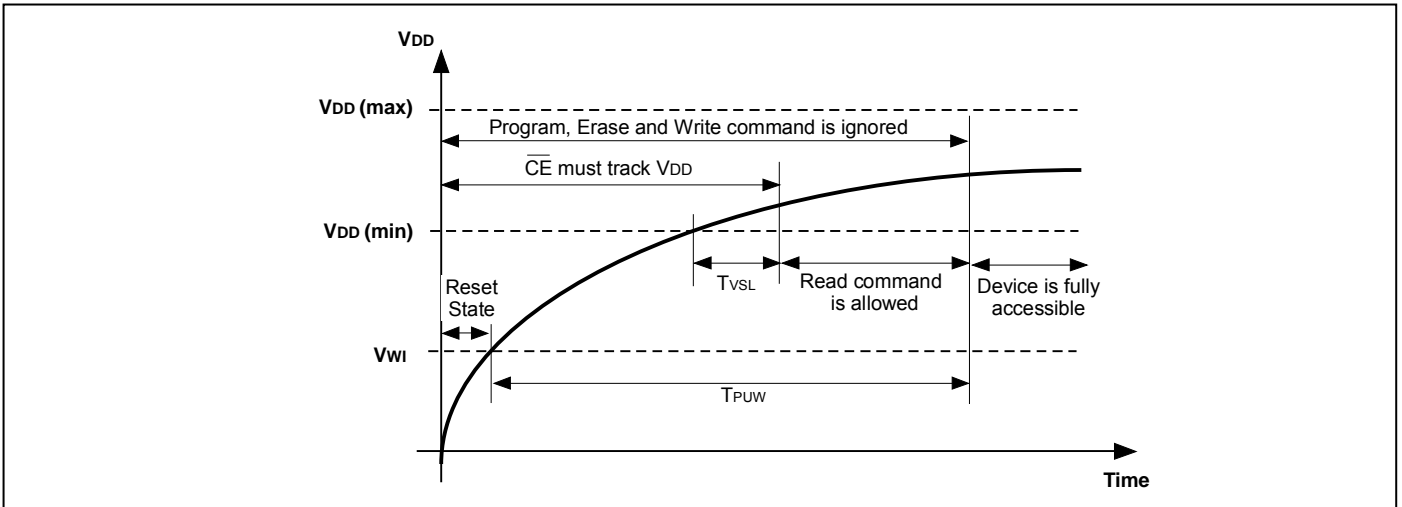 VDD
VDD (max)
Program, Erase and Write command is ignored
CE must track VDD
VDD (min)
Reset
State
TVSL
Read command
is allowed
Device is fully
accessible
VWI
TPUW
Time